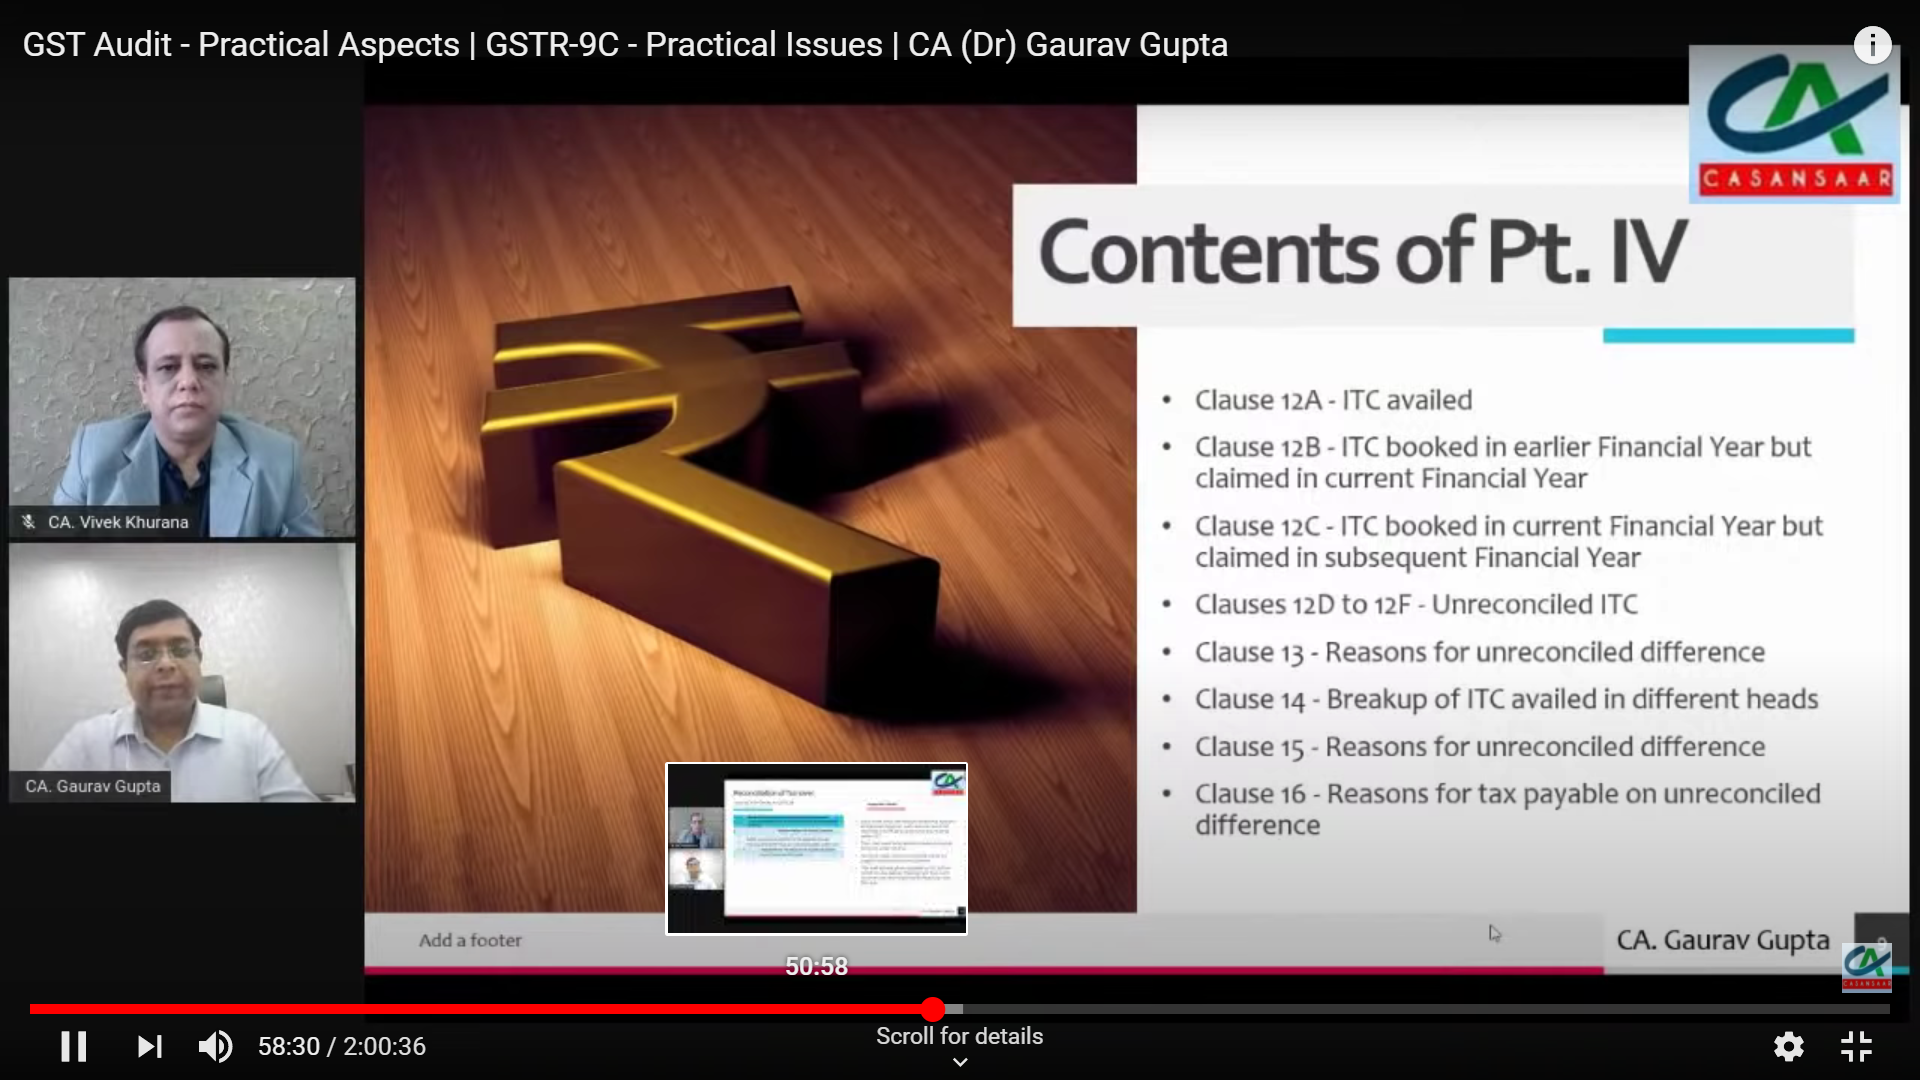 GST Audit - Practical Aspects | GSTR-9C - Practical Issues | CA (Dr) Gaurav Gupta
CASANSAAR
Contents of Pt. IV
• Clause 12A - ITC availed
• Clause 12B - ITC booked in earlier Financial Year but
claimed in current Financial Year
• Clause 12C - ITC booked in current Financial Year but
claimed in subsequent Financial Year
• Clauses 12D to 12F - Unreconciled ITC
• Clause 13 - Reasons for unreconciled difference
• Clause 14 - Breakup of ITC availed in different heads
• Clause 15 - Reasons for unreconciled difference
• Clause 16 - Reasons for tax payable on unreconciled
difference
CA. Vivek Khurana
CA. Gaurav Gupta
Reconciliation of Turnover
Add a footer
CA. Gaurav Gupta
9
CASANSAAR
50:58
58:30 / 2:00:36
Scroll for details